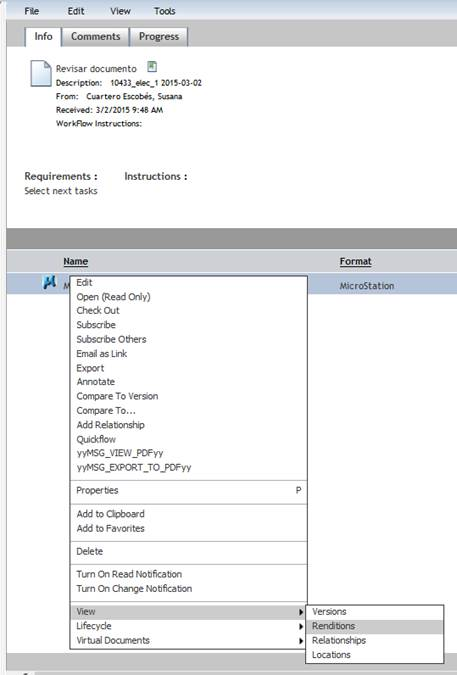 File Edit View Tools
Info Comments Progress
Revisar documento
Description: 10433_elec_1 2015-03-02
From: Cuartero Escobés, Susana
Received: 3/2/2015 9:48 AM
WorkFlow Instructions:
Requirements : Instructions :
Select next tasks
Name Format
M MicroStation
Edit
Open (Read Only)
Check Out
Subscribe
Subscribe Others
Email as Link
Export
Annotate
Compare To Version
Compare To...
Add Relationship
Quickflow
yyMSG_VIEW_PDFyy
yyMSG_EXPORT_TO_PDFyy
Properties P
Add to Clipboard
Add to Favorites
Delete
Turn On Read Notification
Turn On Change Notification
View
Lifecycle
Virtual Documents
Versions
Renditions
Relationships
Locations